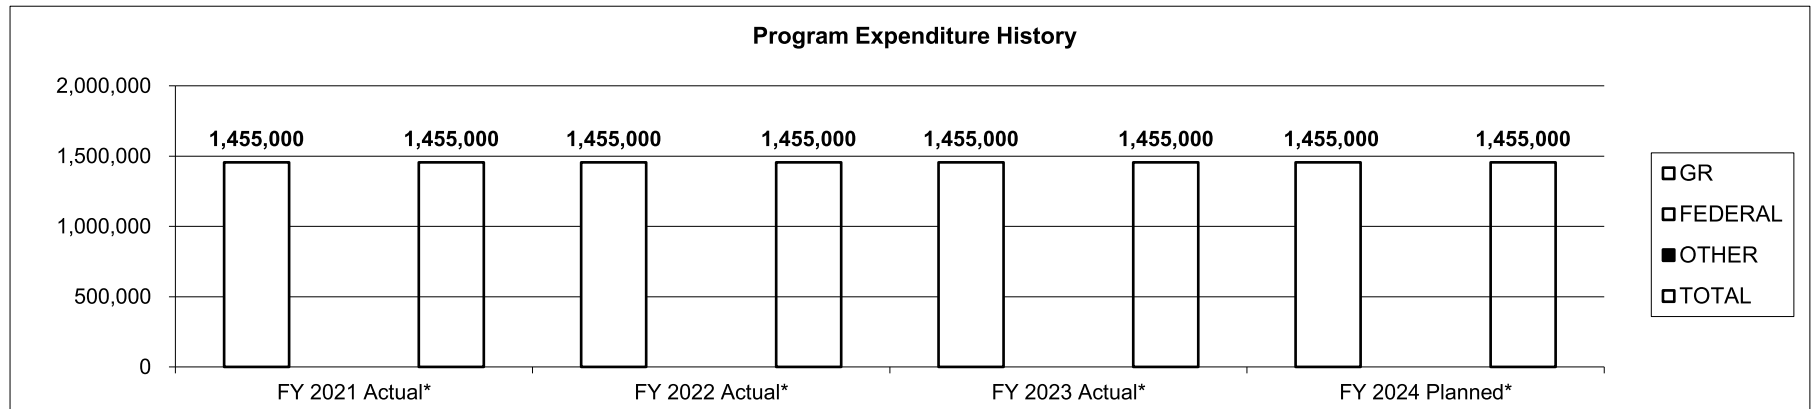 Program Expenditure History
2,000,000
1,500,000
1,000,000
500,000
0
1,455,000 1,455,000 1,455,000 1,455,000 1,455,000 1,455,000 1,455,000 1,455,000
FY 2021 Actual* FY 2022 Actual* FY 2023 Actual* FY 2024 Planned*
GR
FEDERAL
OTHER
TOTAL